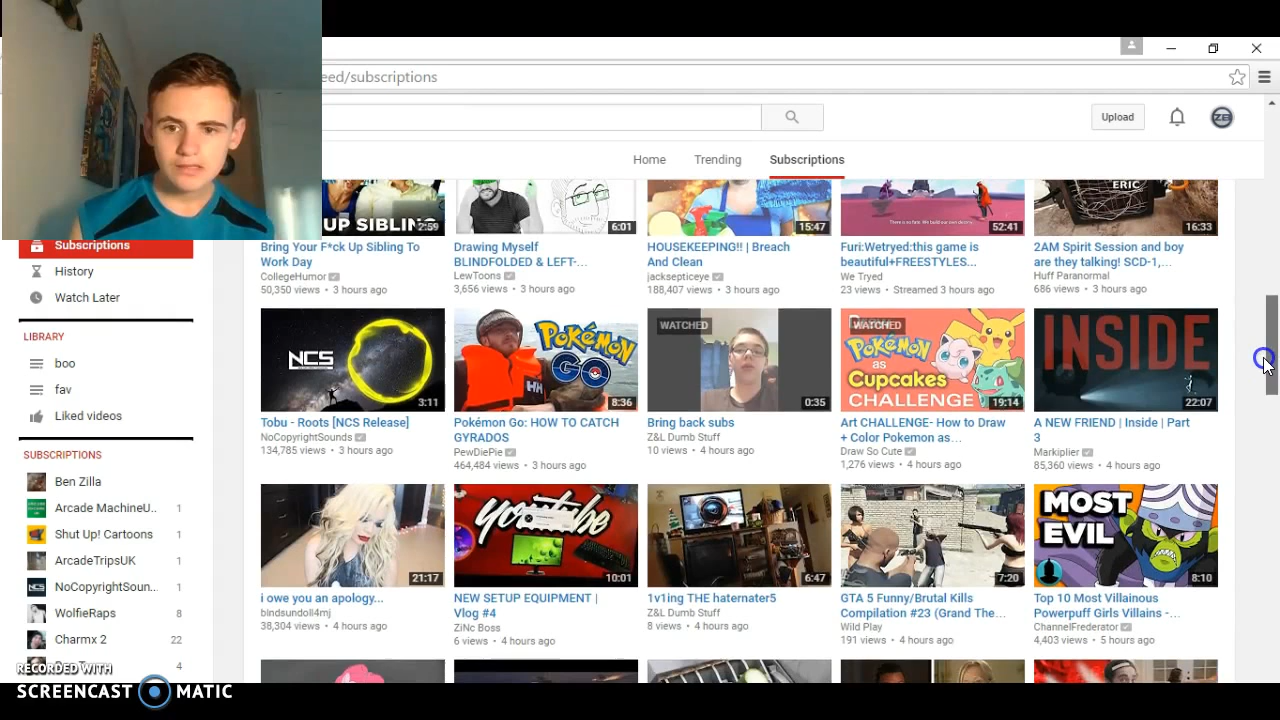 eed/subscriptions
Upload
ZB
Home Trending Subscriptions
UP SIBLING
2:59
6:01
15:47
52:41
ERIC
16:33
Bring Your F*ck Up Sibling To
Work Day
CollegeHumor
50,350 views • 3 hours ago
Drawing Myself
BLINDFOLDED & LEFT-...
LewToons
3,656 views • 3 hours ago
HOUSEKEEPING!! | Breach
And Clean
jacksepticeye
188,407 views • 3 hours ago
Furi:Wetryed:this game is
beautiful+FREESTYLES...
We Tryed
23 views • Streamed 3 hours ago
2AM Spirit Session and boy
are they talking! SCD-1,...
Huff Paranormal
686 views • 3 hours ago
Subscriptions
History
Watch Later
LIBRARY
boo
fav
Liked videos
SUBSCRIPTIONS
Ben Zilla
Arcade MachineU... 1
Shut Up! Cartoons 1
ArcadeTripsUK 1
NoCopyrightSoun... 1
WolfieRaps 8
Charmx 2 22
4
NCS
3:11
Pokémon
GO
HH
8:36
WATCHED
0:35
WATCHED
Pokémon
as
Cupcakes
CHALLENGE
19:14
INSIDE
22:07
Tobu - Roots [NCS Release]
NoCopyrightSounds
134,785 views • 3 hours ago
Pokémon Go: HOW TO CATCH
GYRADOS
PewDiePie
464,484 views • 3 hours ago
Bring back subs
Z&L Dumb Stuff
10 views • 4 hours ago
Art CHALLENGE- How to Draw
+ Color Pokemon as...
Draw So Cute
1,276 views • 4 hours ago
A NEW FRIEND | Inside | Part
3
Markiplier
85,360 views • 4 hours ago
21:17
youtube
10:01
6:47
7:20
MOST
EVIL
8:10
i owe you an apology...
bindsundoll4mj
38,304 views • 4 hours ago
NEW SETUP EQUIPMENT |
Vlog #4
ZiNc Boss
6 views • 4 hours ago
1v1ing THE haternater5
Z&L Dumb Stuff
8 views • 4 hours ago
GTA 5 Funny/Brutal Kills
Compilation #23 (Grand The...
Wild Play
191 views • 4 hours ago
Top 10 Most Villainous
Powerpuff Girls Villains -...
ChannelFrederator
4,403 views • 5 hours ago
RECORDED WITH
SCREENCAST MATIC